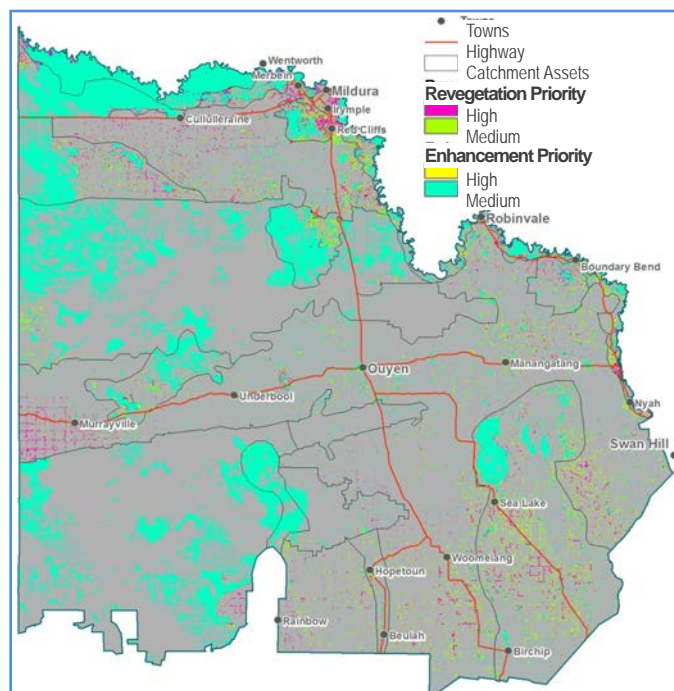 Towns
Highway
Catchment Assets
Revegetation Priority
High
Medium
Enhancement Priority
High
Medium
Wentworth
Merbein
Mildura
Irymple
Cullulleraine
Red Cliffs
Robinvale
Boundary Bend
Manangatang
Ouyen
Underbool
Nyah
Murrayville
Swan Hill
Sea Lake
Woomelang
Hopetoun
Rainbow
Beulah
Birchip